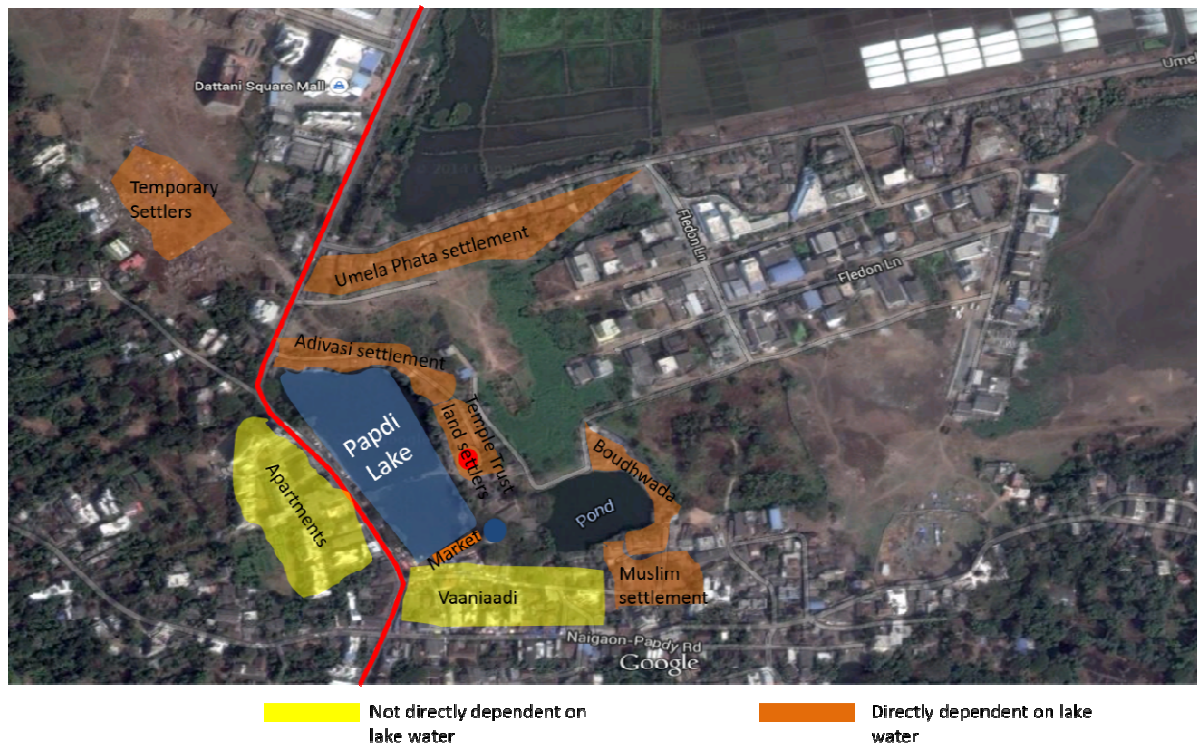 Dattani Square Mall
Umel
Temporary
Settlers
Fledon Ln
Umela Phata settlement
Fledon Ln
Adivasi settlement
Papdi
Lake
Temple Trust
land settlers
Apartments
Boudhwada
Pond
Market
Muslim
settlement
Vaaniaadi
Naigaon-Papdy Rd
Google
Not directly dependent on
lake water
Directly dependent on lake
water